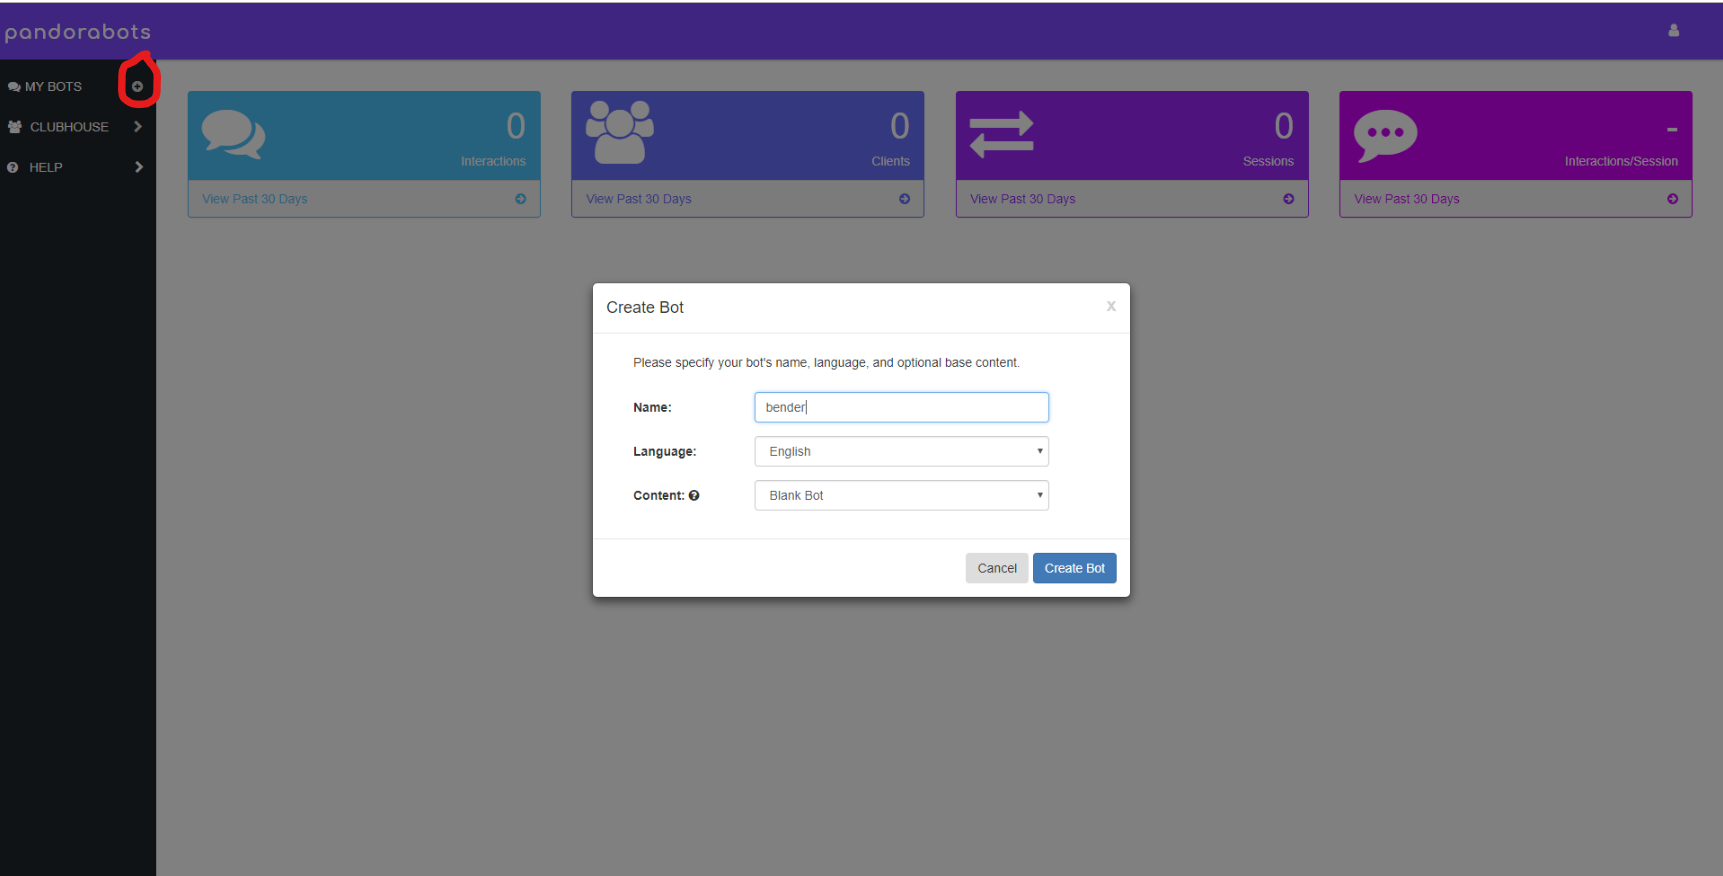 pandorabots
MY BOTS
CLUBHOUSE
HELP
0
Interactions
View Past 30 Days
0
Clients
View Past 30 Days
0
Sessions
View Past 30 Days
-
Interactions/Session
View Past 30 Days
Create Bot
x
Please specify your bot's name, language, and optional base content.
Name: bender
Language: English
Content: Blank Bot
Cancel Create Bot